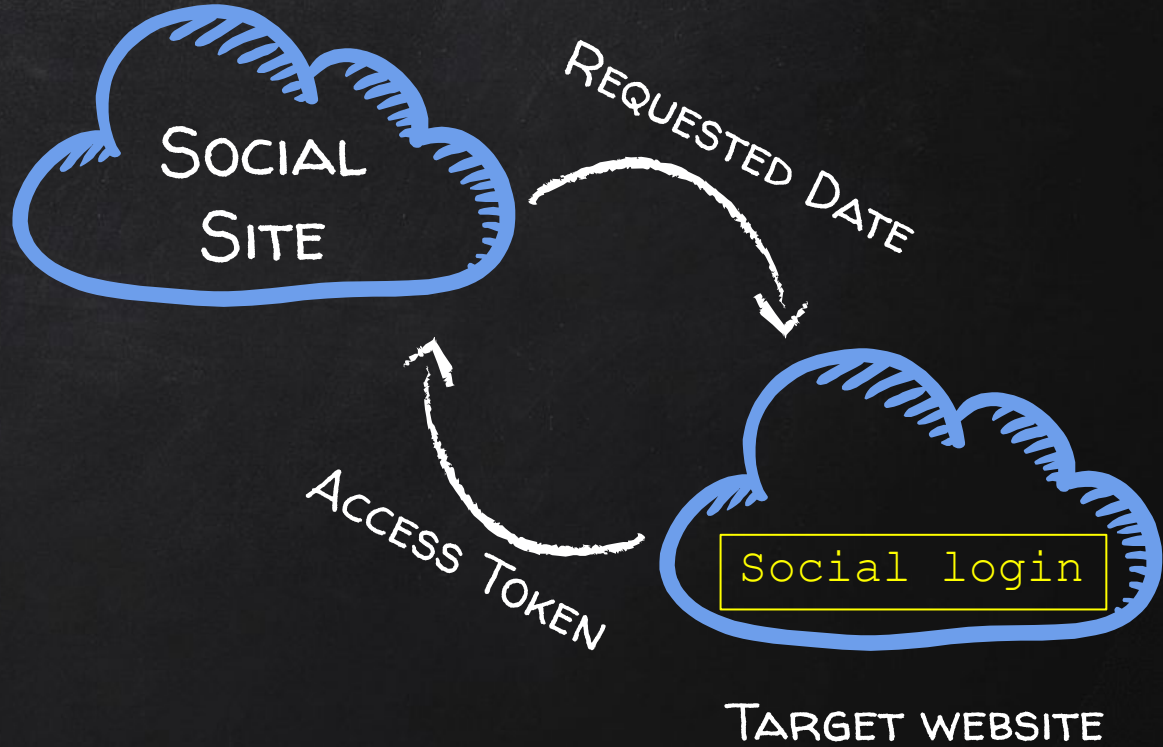 Social
Site
Requested Date
Access Token
Social login
Target website